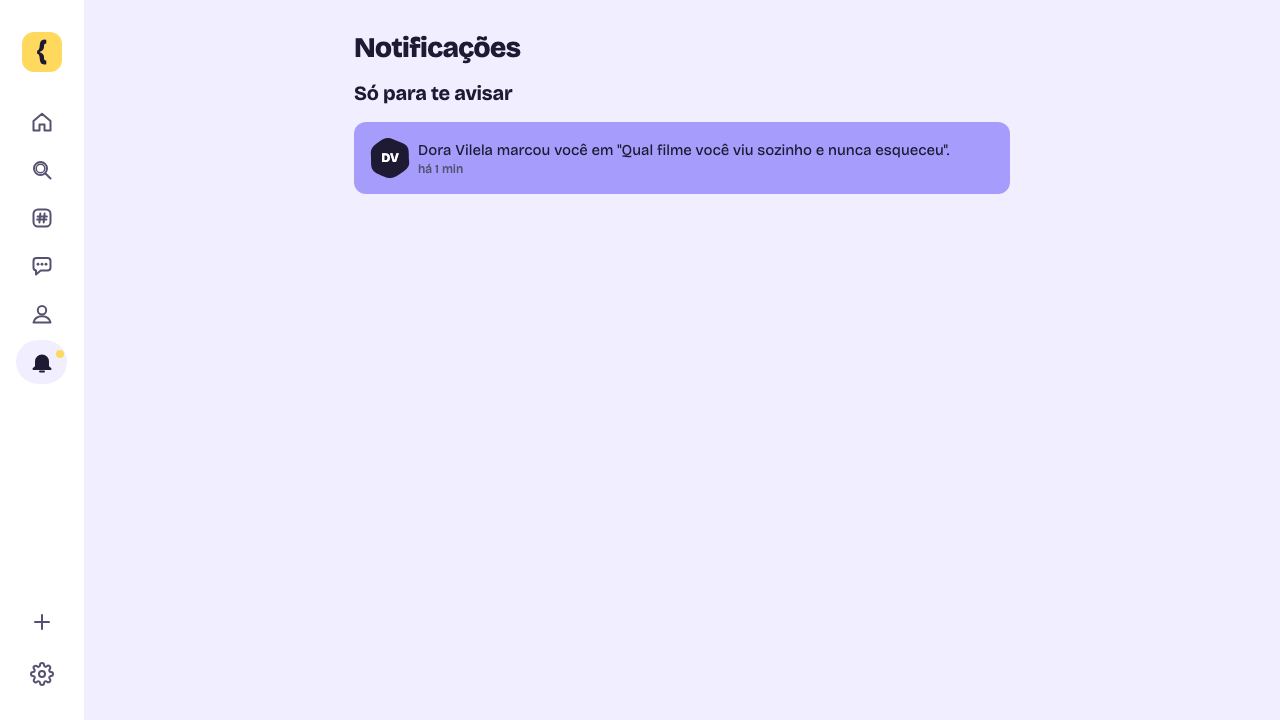 {
Notificações
Só para te avisar
DV
Dora Vilela marcou você em "Qual filme você viu sozinho e nunca esqueceu".
há 1 min